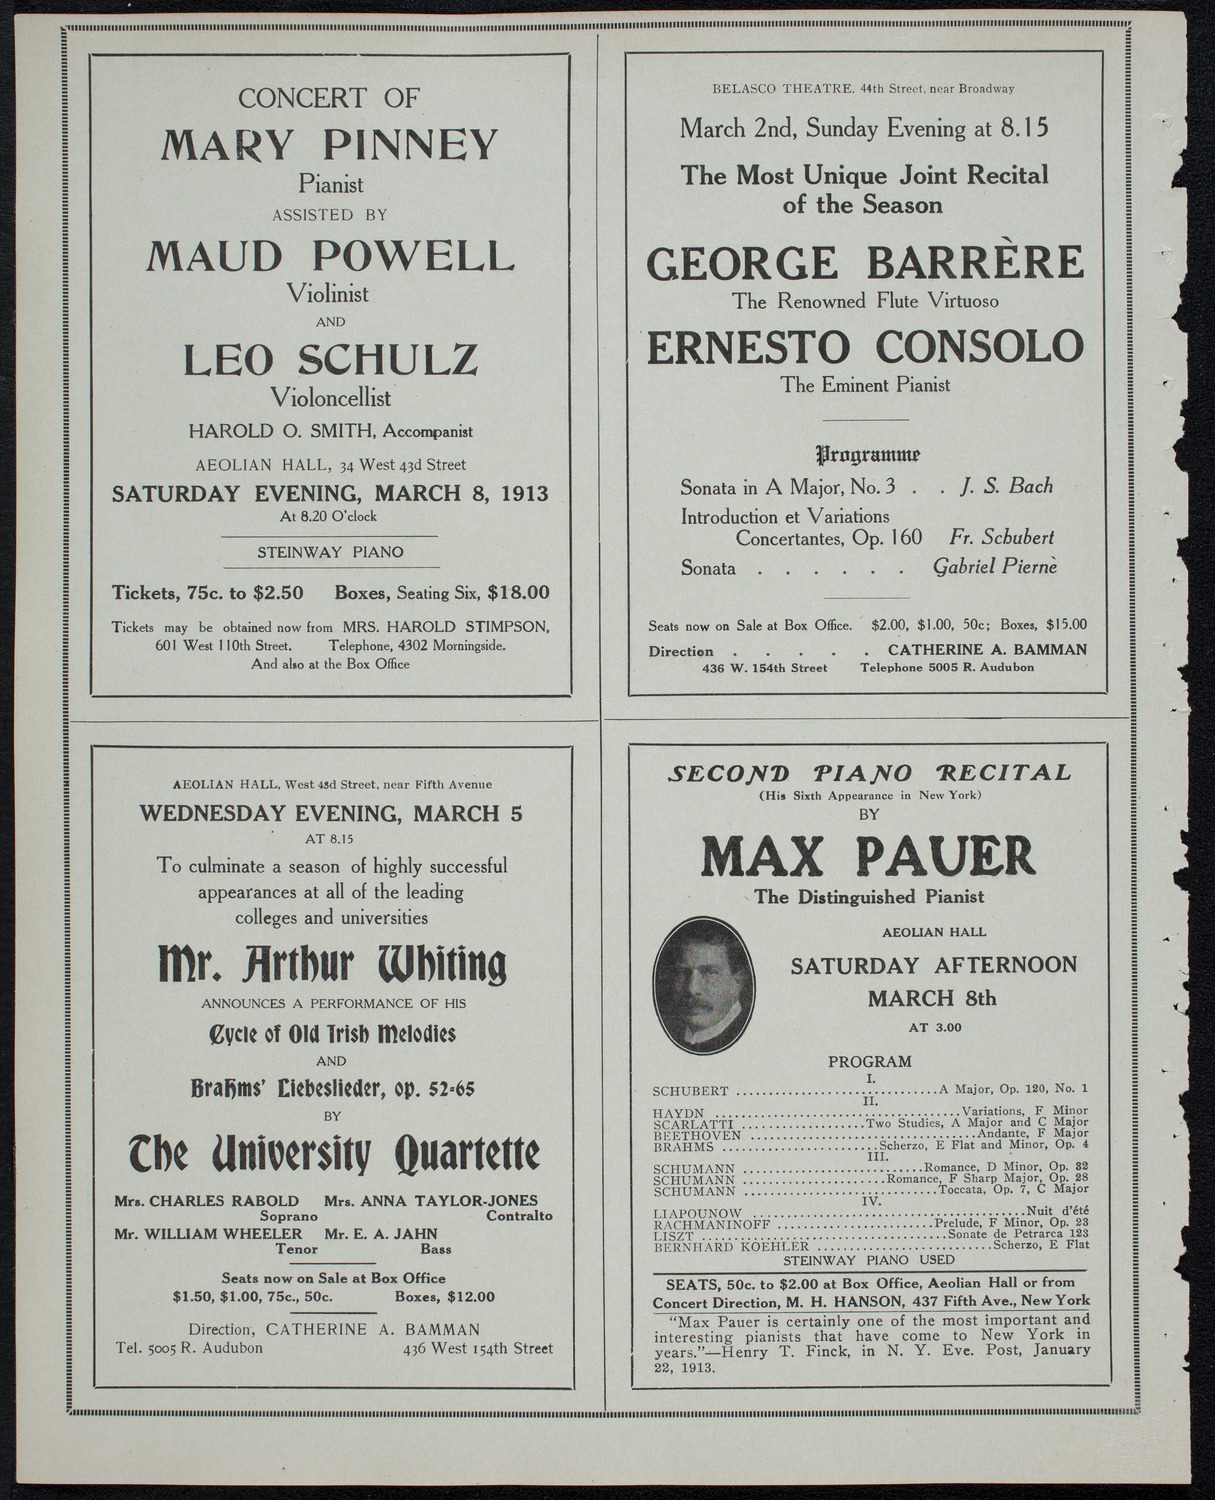 CONCERT OF
MARY PINNEY
Pianist
ASSISTED BY
MAUD POWELL
Violinist
AND
LEO SCHULZ
Violoncellist
HAROLD O. SMITH, Accompanist
AEOLIAN HALL, 34 West 43d Street
SATURDAY EVENING, MARCH 8, 1913
At 8.20 O'clock
STEINWAY PIANO
Tickets, 75c. to $2.50 Boxes, Seating Six, $18.00
Tickets may be obtained now from MRS. HAROLD STIMPSON,
601 West 110th Street. Telephone, 4302 Morningside.
And also at the Box Office
BELASCO THEATRE, 44th Street, near Broadway
March 2nd, Sunday Evening at 8.15
The Most Unique Joint Recital
of the Season
GEORGE BARRÈRE
The Renowned Flute Virtuoso
ERNESTO CONSOLO
The Eminent Pianist
Programme
Sonata in A Major, No. 3 . . J. S. Bach
Introduction et Variations
Concertantes, Op. 160 Fr. Schubert
Sonata . . . . . . Gabriel Piernè
Seats now on Sale at Box Office. $2.00, $1.00, 50c; Boxes, $15.00
Direction . . . . . CATHERINE A. BAMMAN
436 W. 154th Street Telephone 5005 R. Audubon
AEOLIAN HALL, West 43d Street, near Fifth Avenue
WEDNESDAY EVENING, MARCH 5
AT 8.15
To culminate a season of highly successful
appearances at all of the leading
colleges and universities
Mr. Arthur Whiting
ANNOUNCES A PERFORMANCE OF HIS
Cycle of Old Irish Melodies
AND
Brahms' Liebeslieder, op. 52-65
BY
The University Quartette
Mrs. CHARLES RABOLD Mrs. ANNA TAYLOR-JONES
Soprano Contralto
Mr. WILLIAM WHEELER Mr. E. A. JAHN
Tenor Bass
Seats now on Sale at Box Office
$1.50, $1.00, 75c., 50c. Boxes, $12.00
Direction, CATHERINE A. BAMMAN
Tel. 5005 R. Audubon 436 West 154th Street
SECOND PIANO RECITAL
(His Sixth Appearance in New York)
BY
MAX PAUER
The Distinguished Pianist
AEOLIAN HALL
SATURDAY AFTERNOON
MARCH 8th
AT 3.00
PROGRAM
I.
SCHUBERT ........................A Major, Op. 120, No. 1
II.
HAYDN ........................Variations, F Minor
SCARLATTI ..................Two Studies, A Major and C Major
BEETHOVEN ........................Andante, F Major
BRAHMS ......................Scherzo, E Flat and Minor, Op. 4
III.
SCHUMANN ........................Romance, D Minor, Op. 32
SCHUMANN ...................Romance, F Sharp Major, Op. 28
SCHUMANN ........................Toccata, Op. 7, C Major
IV.
LIAPOUNOW ........................Nuit d'été
RACHMANINOFF ......................Prelude, F Minor, Op. 23
LISZT ........................Sonate de Petrarca 123
BERNHARD KOEHLER ......................Scherzo, E Flat
STEINWAY PIANO USED
SEATS, 50c. to $2.00 at Box Office, Aeolian Hall or from
Concert Direction, M. H. HANSON, 437 Fifth Ave., New York
"Max Pauer is certainly one of the most important and
interesting pianists that have come to New York in
years."—Henry T. Finck, in N. Y. Eve. Post, January
22, 1913.